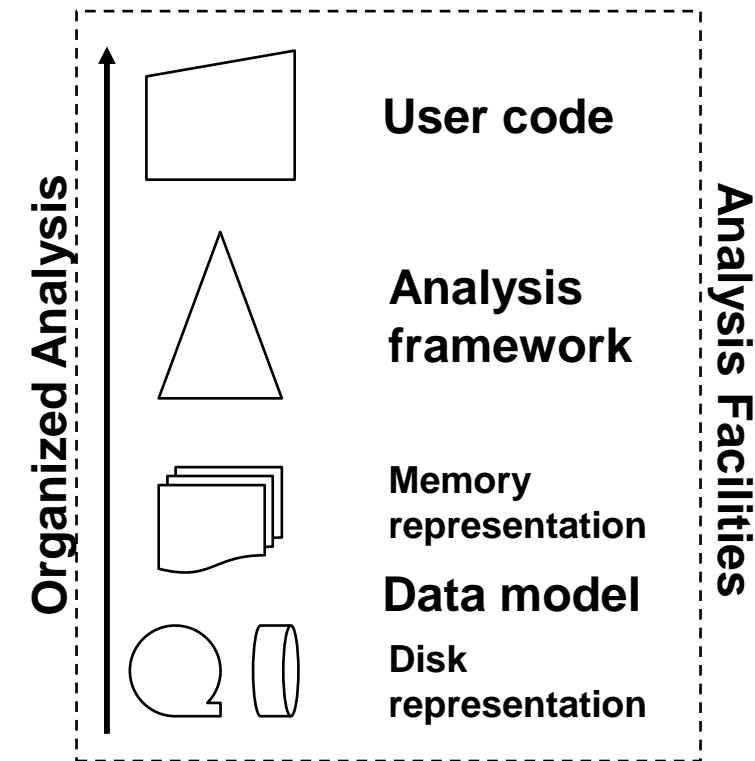 Organized Analysis
User code
Analysis
framework
Memory
representation
Data model
Disk
representation
Analysis Facilities